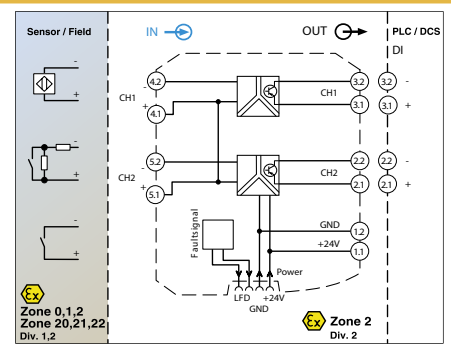 Sensor / Field
IN
OUT
PLC / DCS
DI
-
+
-
+
-
+
4.2
-
CH1
+
4.1
3.2
3.2
-
CH1
3.1
3.1
+
5.2
-
CH2
+
5.1
2.2
2.2
-
CH2
2.1
2.1
+
Faultsignal
GND
1.2
+24V
1.1
Power
LFD
+24V
GND
Ex
Zone 0,1,2
Zone 20,21,22
Div. 1,2
Ex
Zone 2
Div. 2